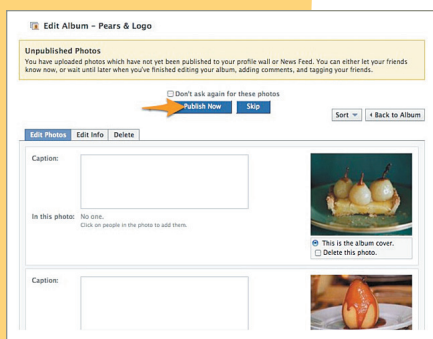 Edit Album – Pears & Logo
Unpublished Photos
You have uploaded photos which have not yet been published to your profile wall or News Feed. You can either let your friends
know now, or wait until later when you've finished editing your album, adding comments, and tagging your friends.
Don't ask again for these photos
Publish Now Skip
Sort Back to Album
Edit Photos Edit Info Delete
Caption:
In this photo: No one.
Click on people in the photo to add them.
This is the album cover.
Delete this photo.
Caption: